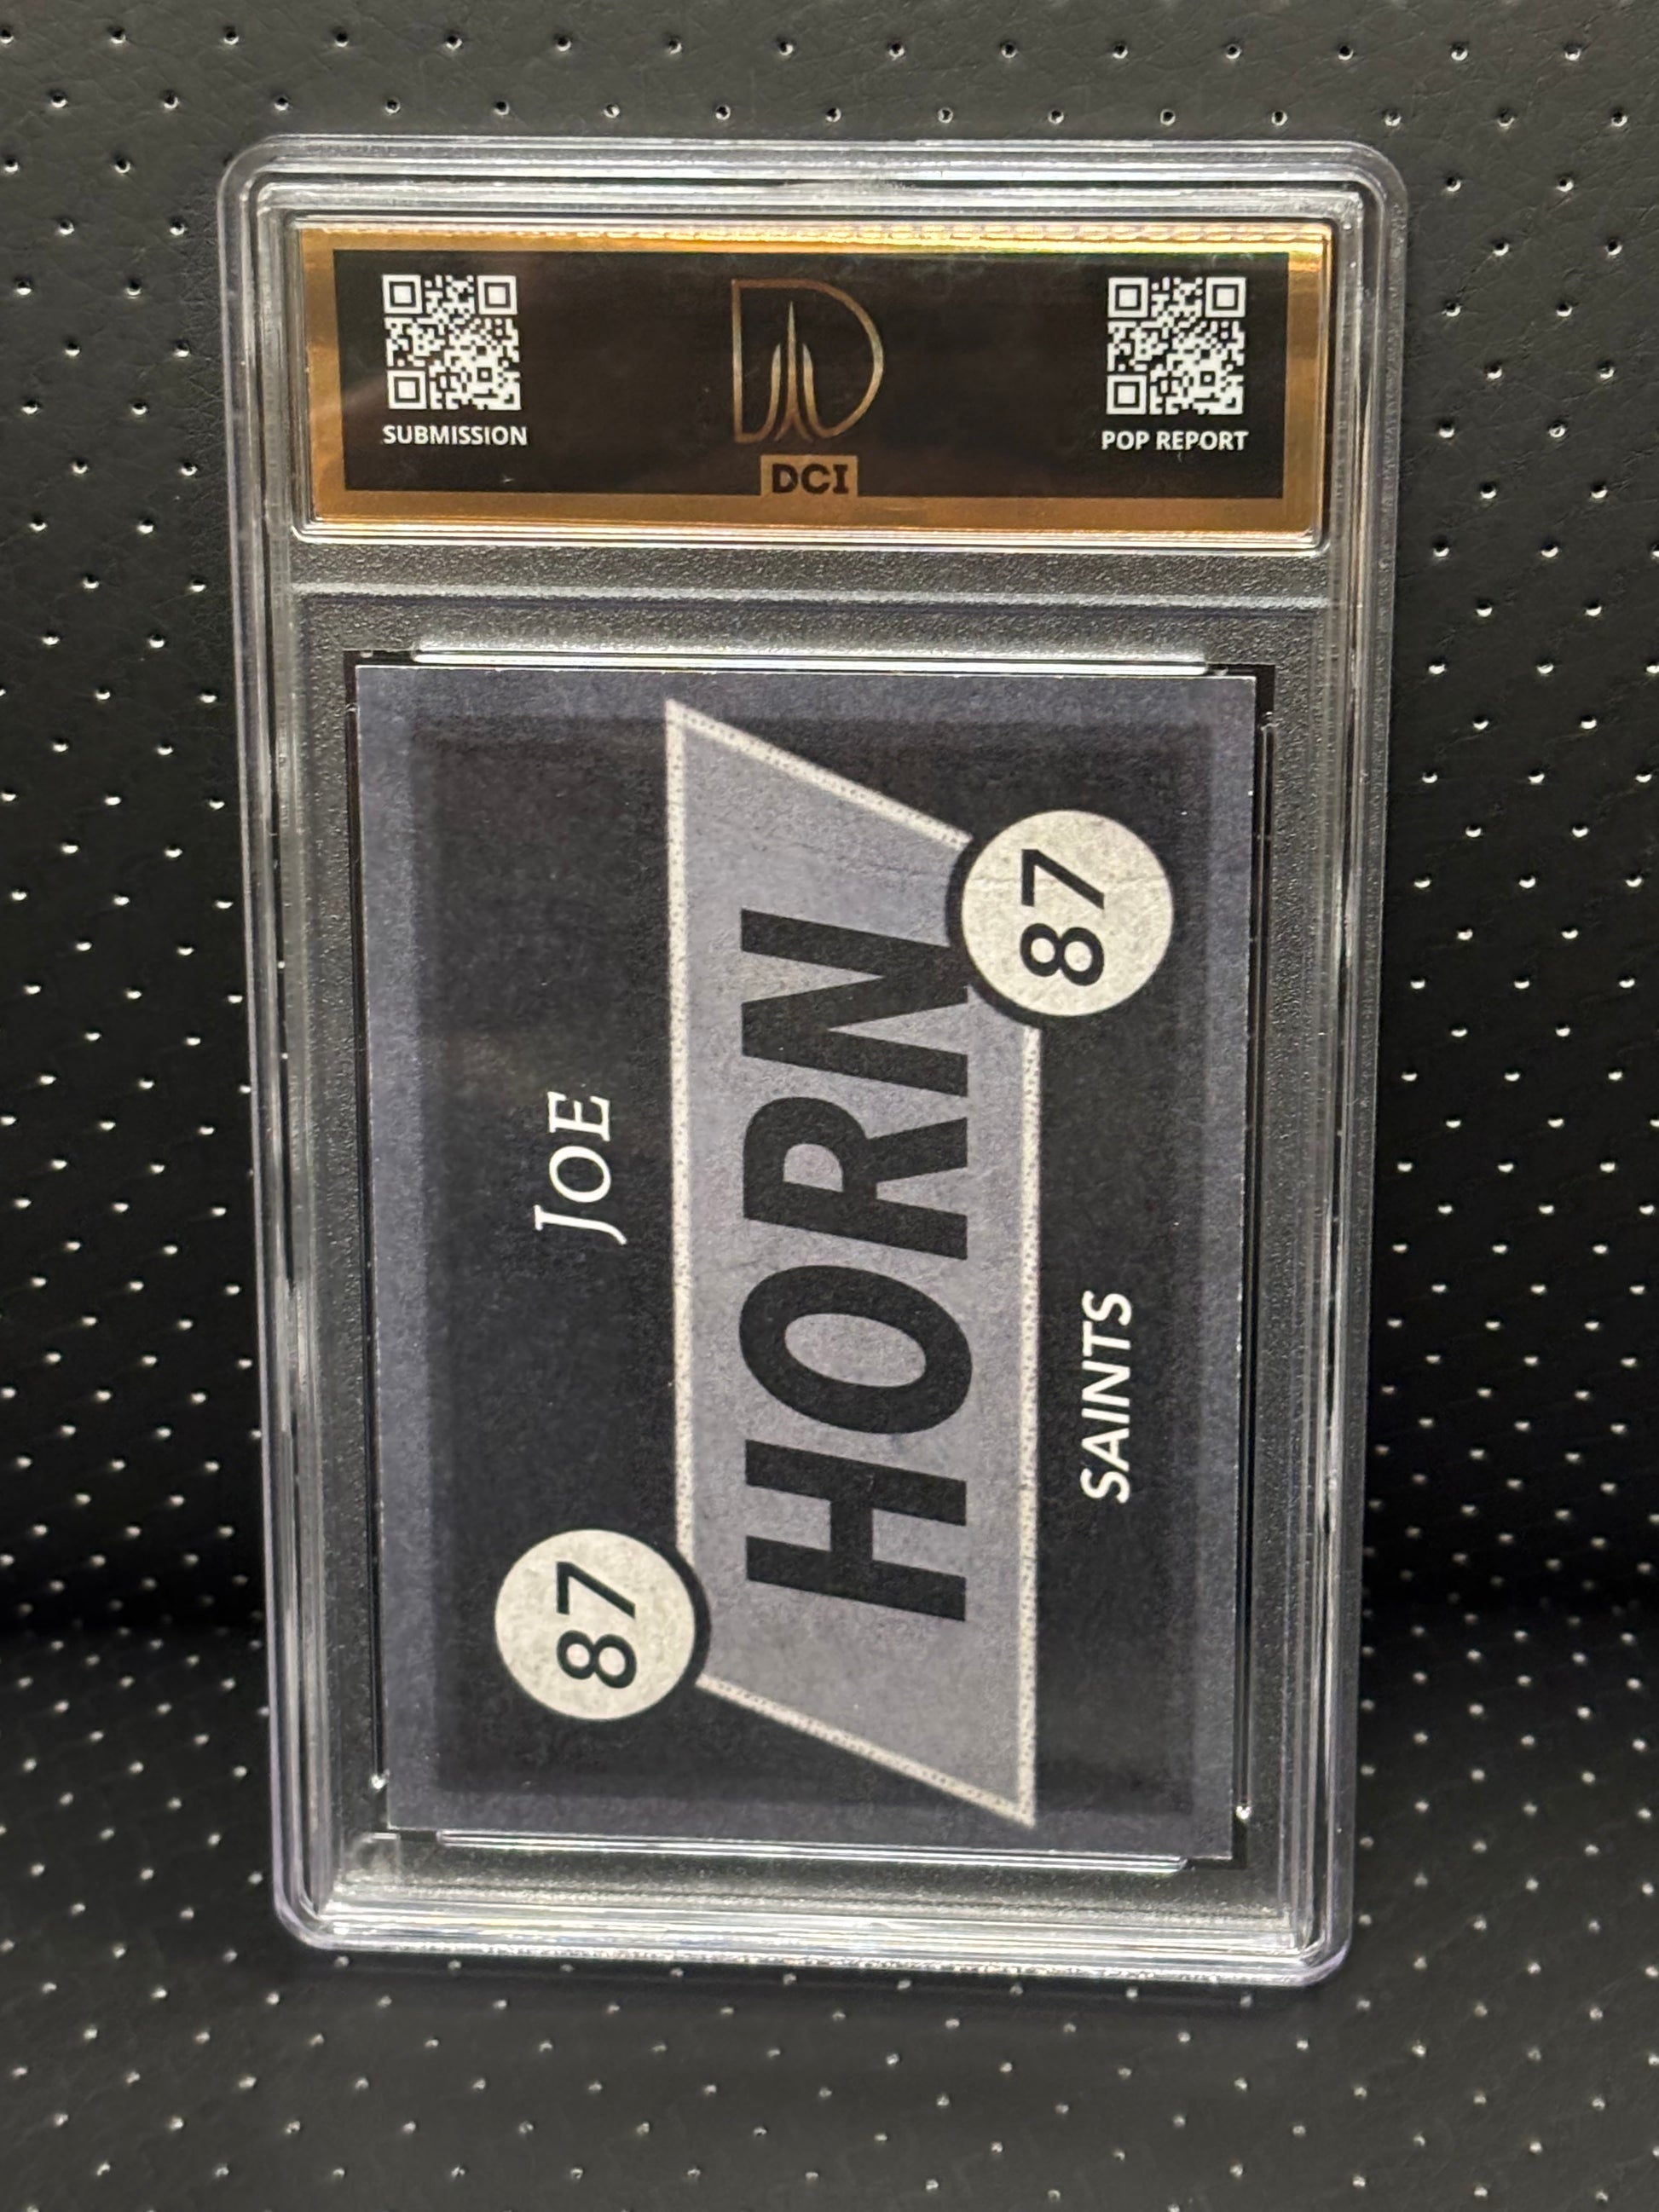 SUBMISSION
DCI
POP REPORT
JOE
87
HORN
87
SAINTS